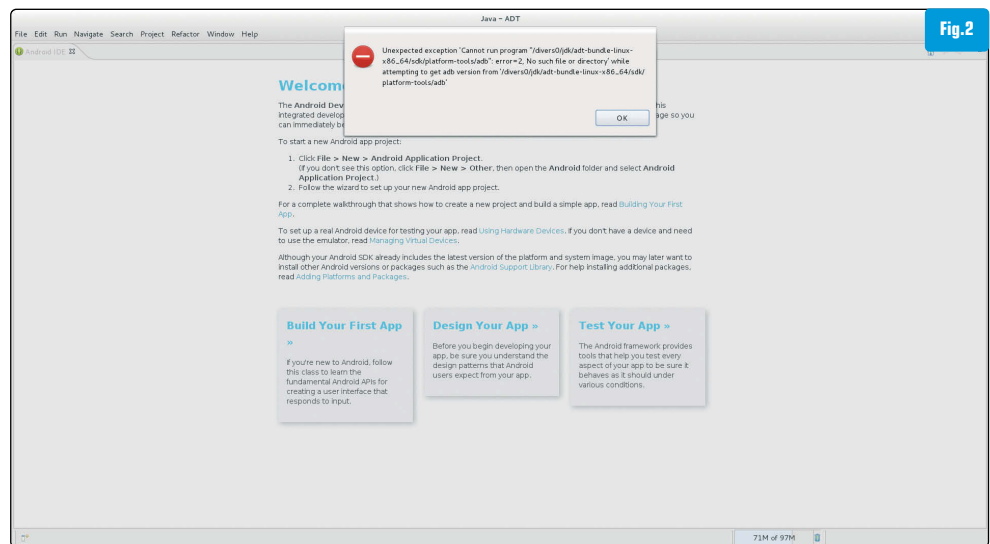 Fig.2
Java – ADT
File Edit Run Navigate Search Project Refactor Window Help
Android IDE
Unexpected exception 'Cannot run program "/divers0/jdk/adt-bundle-linux-
x86_64/sdk/platform-tools/adb": error=2, No such file or directory' while
attempting to get adb version from '/divers0/jdk/adt-bundle-linux-x86_64/sdk/
platform-tools/adb'
OK
Welcom
The Android Dev his
integrated develop age so you
can immediately be
To start a new Android app project:
1. Click File > New > Android Application Project.
(If you don't see this option, click File > New > Other, then open the Android folder and select Android
Application Project.)
2. Follow the wizard to set up your new Android app project.
For a complete walkthrough that shows how to create a new project and build a simple app, read Building Your First
App.
To set up a real Android device for testing your app, read Using Hardware Devices. If you don't have a device and need
to use the emulator, read Managing Virtual Devices.
Although your Android SDK already includes the latest version of the platform and system image, you may later want to
install other Android versions or packages such as the Android Support Library. For help installing additional packages,
read Adding Platforms and Packages.
Build Your First App
»
If you're new to Android, follow
this class to learn the
fundamental Android APIs for
creating a user interface that
responds to input.
Design Your App »
Before you begin developing your
app, be sure you understand the
design patterns that Android
users expect from your app.
Test Your App »
The Android framework provides
tools that help you test every
aspect of your app to be sure it
behaves as it should under
various conditions.
71M of 97M